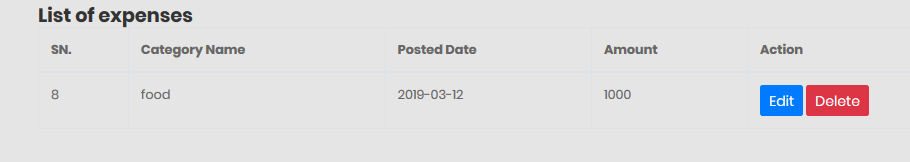 List of expenses
SN. Category Name Posted Date Amount Action
8 food 2019-03-12 1000 Edit Delete